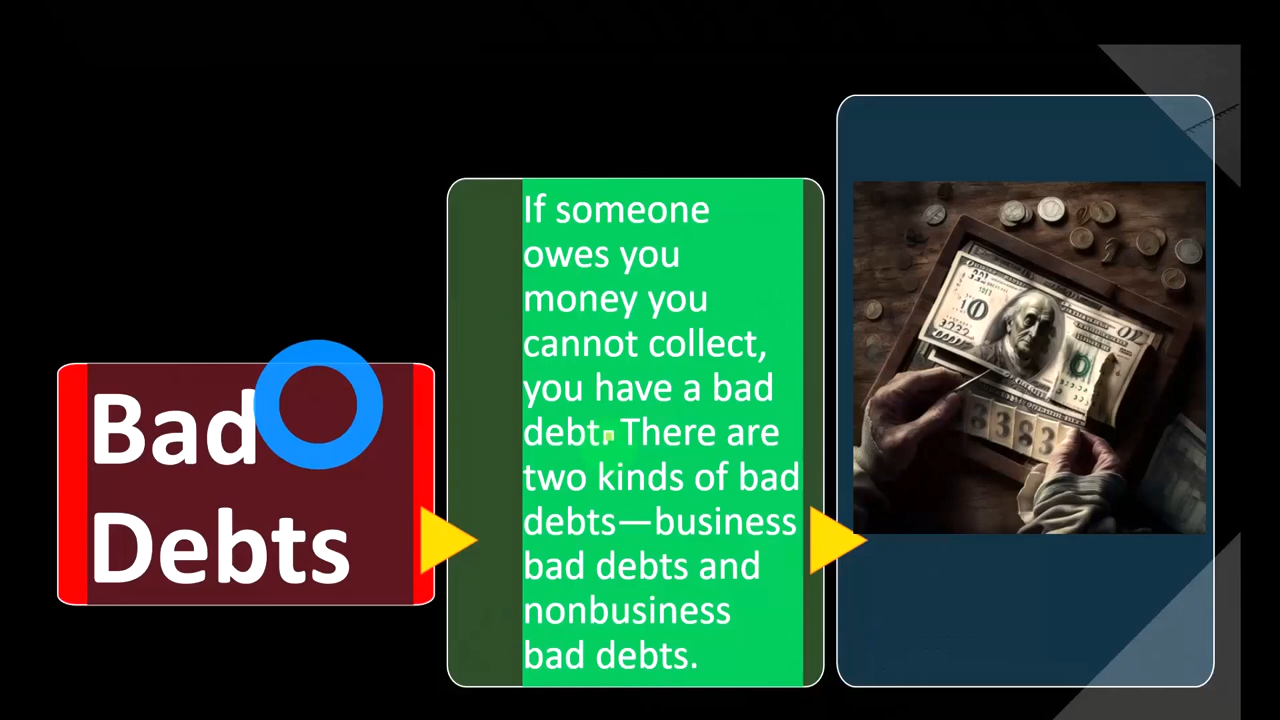 Bad
Debts
If someone
owes you
money you
cannot collect,
you have a bad
debt. There are
two kinds of bad
debts—business
bad debts and
nonbusiness
bad debts.
3383